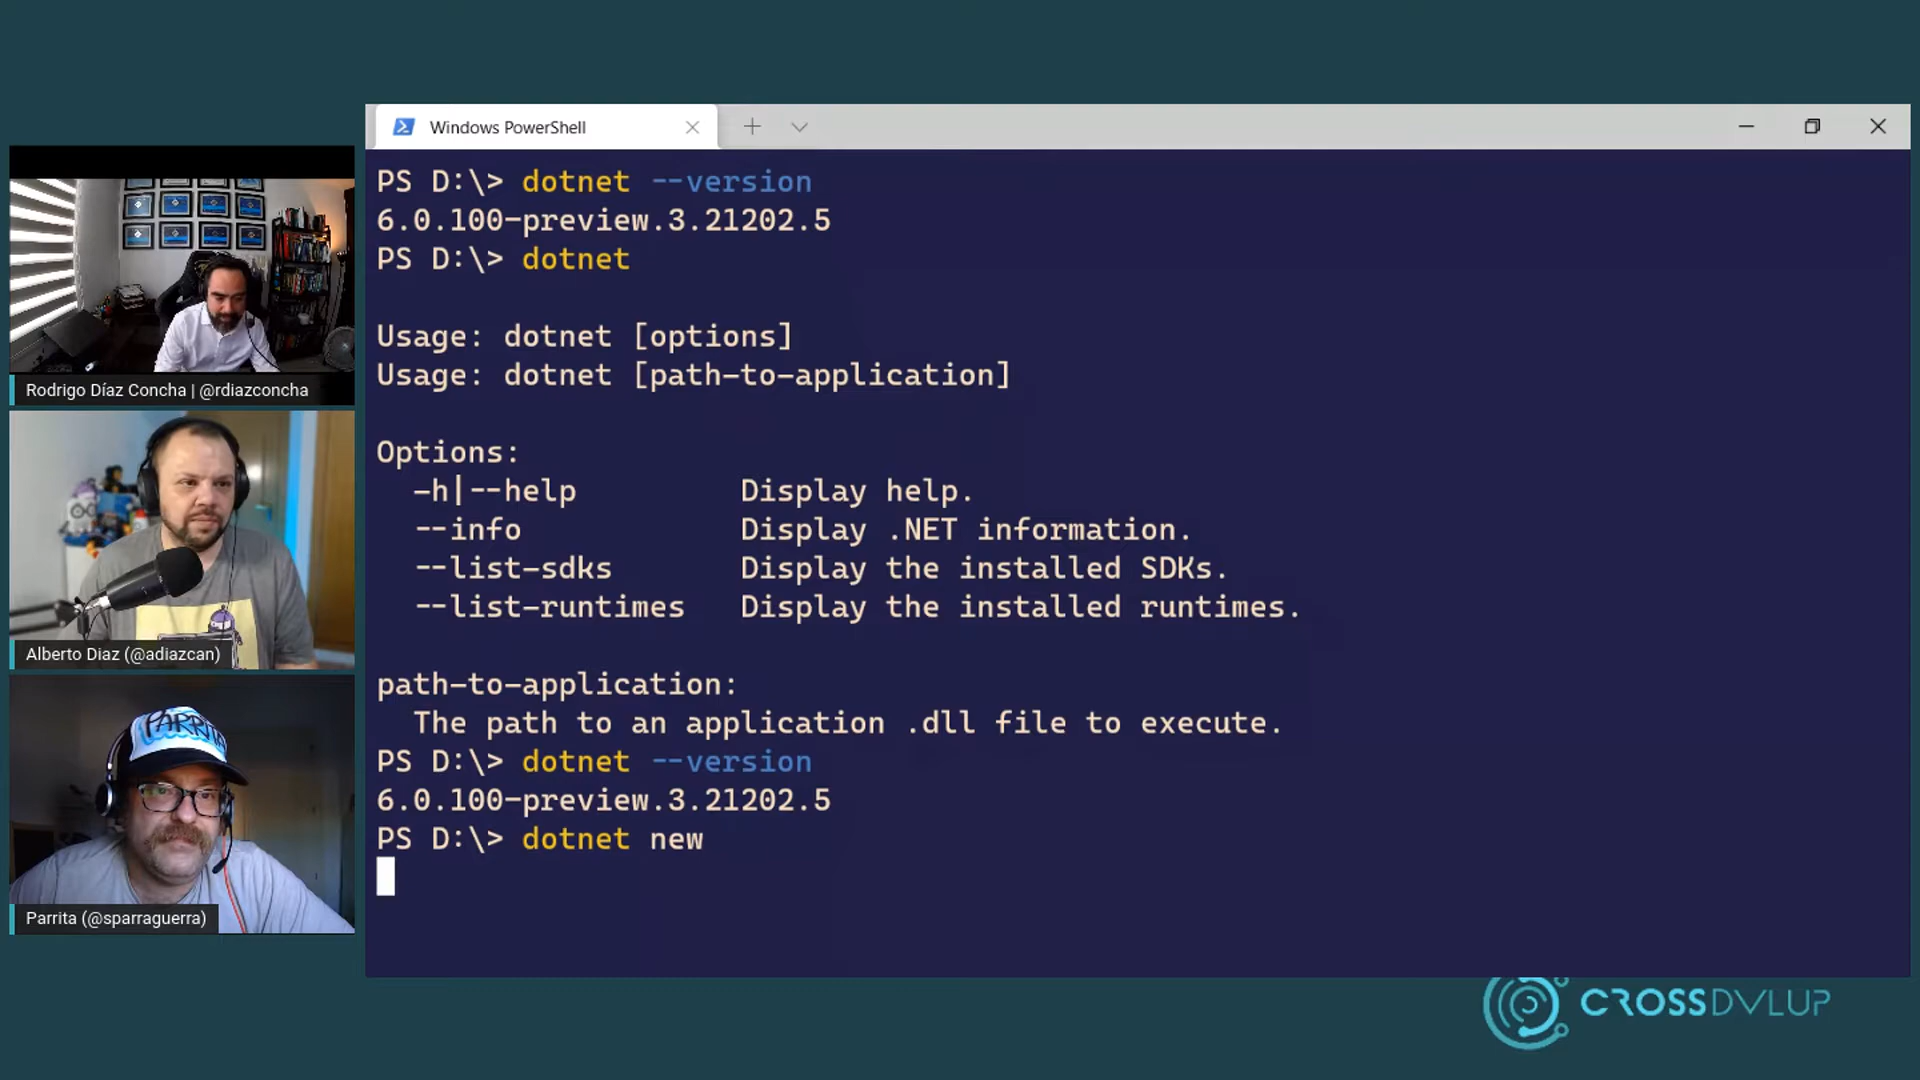 Windows PowerShell
PS D:\> dotnet --version
6.0.100-preview.3.21202.5
PS D:\> dotnet
Usage: dotnet [options]
Usage: dotnet [path-to-application]
Options:
-h|--help Display help.
--info Display .NET information.
--list-sdks Display the installed SDKs.
--list-runtimes Display the installed runtimes.
path-to-application:
The path to an application .dll file to execute.
PS D:\> dotnet --version
6.0.100-preview.3.21202.5
PS D:\> dotnet new
Rodrigo Díaz Concha | @rdiazconcha
Alberto Diaz (@adiazcan)
PARRITA
Parrita (@sparraguerra)
CROSSDVLUP